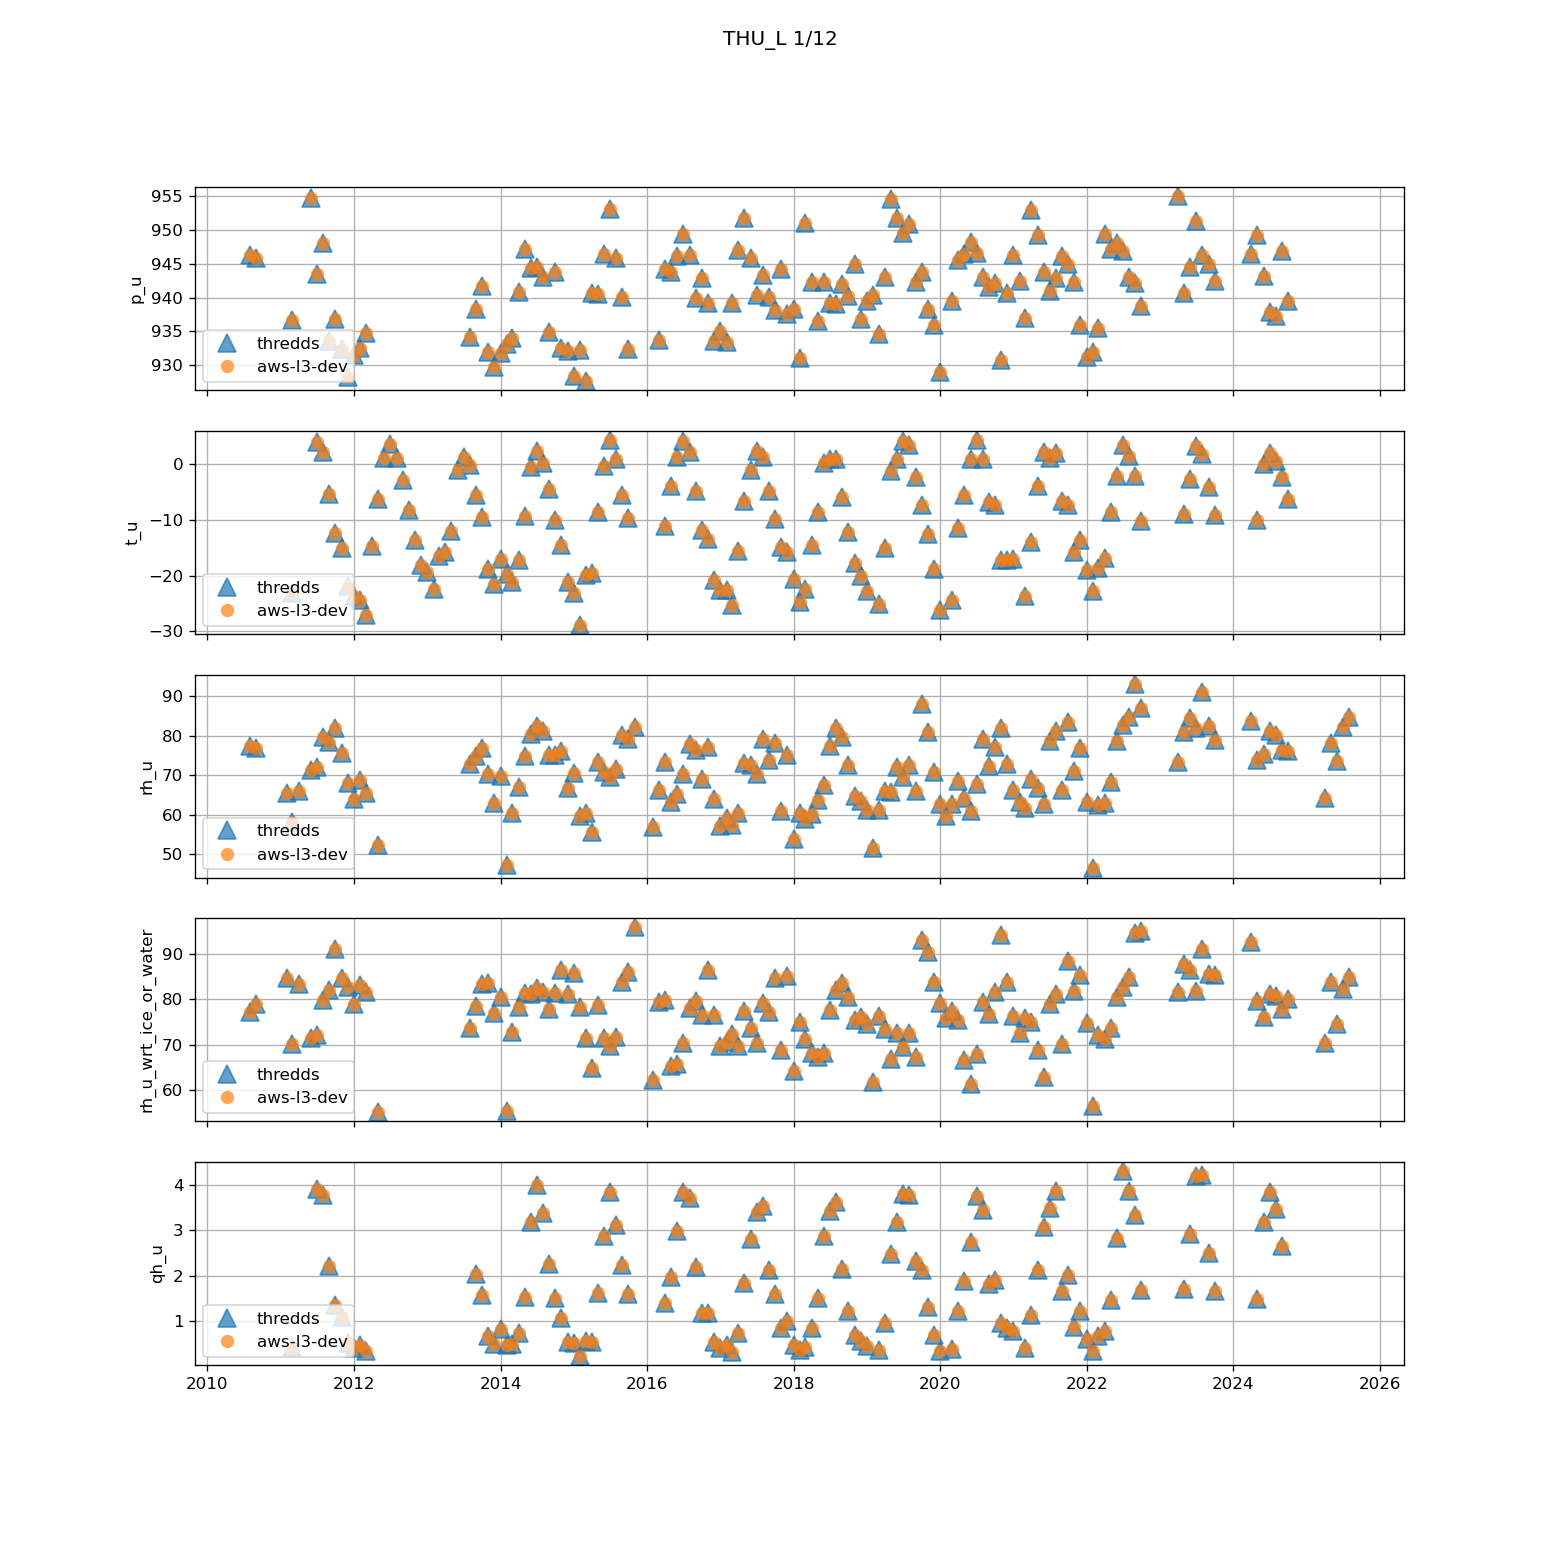 THU_L 1/12
955
950
945
940
935
930
p_u
thredds
aws-l3-dev
0
−10
−20
−30
t_u
thredds
aws-l3-dev
90
80
70
60
50
rh_u
thredds
aws-l3-dev
90
80
70
60
rh_u_wrt_ice_or_water
thredds
aws-l3-dev
4
3
2
1
qh_u
thredds
aws-l3-dev
2010 2012 2014 2016 2018 2020 2022 2024 2026